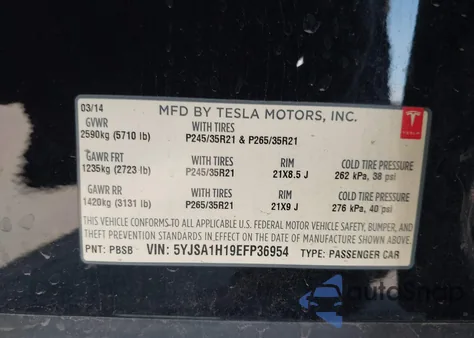 03/14 MFD BY TESLA MOTORS, INC.
GVWR WITH TIRES
2590kg (5710 lb) P245/35R21 & P265/35R21
TESLA
GAWR FRT WITH TIRES RIM COLD TIRE PRESSURE
1235kg (2723 lb) P245/35R21 21X8.5 J 262 kPa, 38 psi
GAWR RR WITH TIRES RIM COLD TIRE PRESSURE
1420kg (3131 lb) P265/35R21 21X9 J 276 kPa, 40 psi
THIS VEHICLE CONFORMS TO ALL APPLICABLE U.S. FEDERAL MOTOR VEHICLE SAFETY, BUMPER, AND
THEFT PREVENTION STANDARDS IN EFFECT ON THE DATE OF MANUFACTURE SHOWN ABOVE.
PNT: PBSB VIN: 5YJSA1H19EFP36954 TYPE: PASSENGER CAR
autoSnap